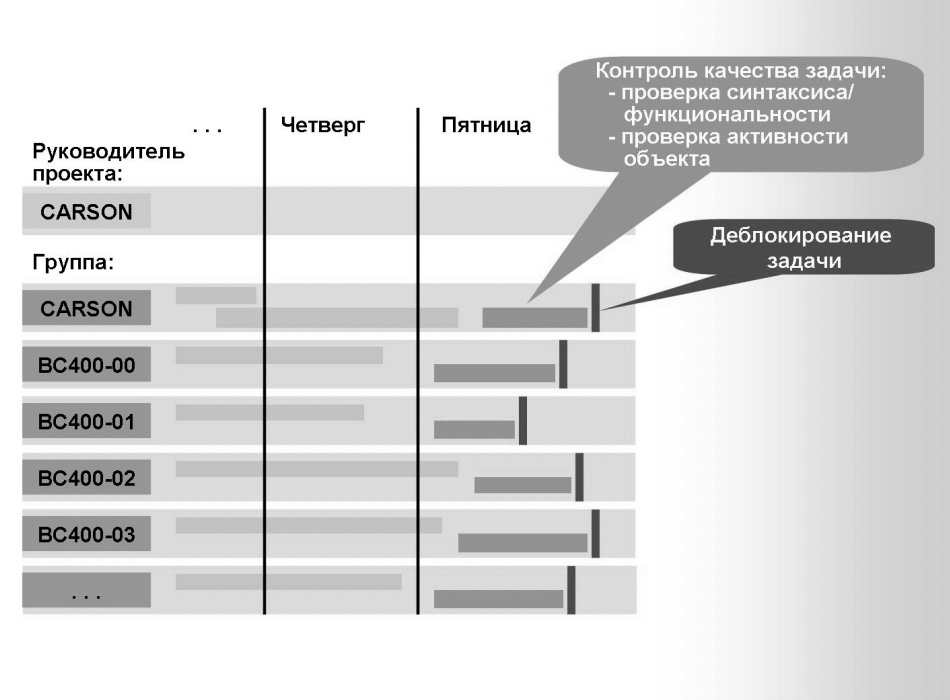 . . .
Четверг
Пятница
Контроль качества задачи:
- проверка синтаксиса/
функциональности
- проверка активности
объекта
Руководитель
проекта:
CARSON
Деблокирование
задачи
Группа:
CARSON
BC400-00
BC400-01
BC400-02
BC400-03
. . .